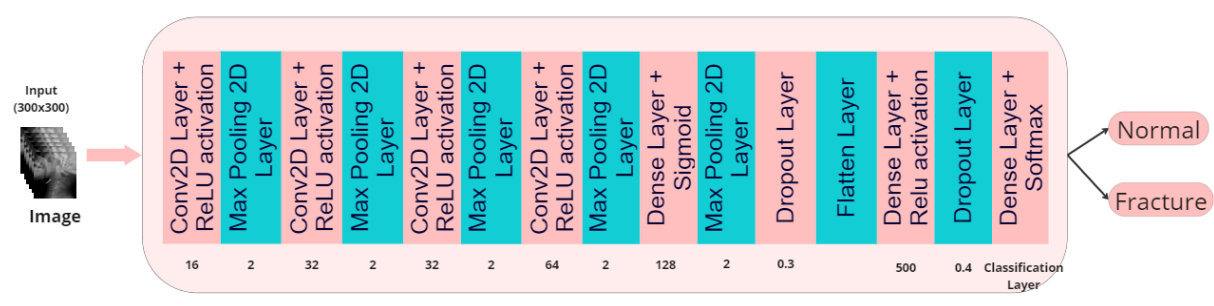 Input
(300x300)
Image
Conv2D Layer +
ReLU activation
Max Pooling 2D
Layer
Conv2D Layer +
ReLU activation
Max Pooling 2D
Layer
Conv2D Layer +
ReLU activation
Max Pooling 2D
Layer
Conv2D Layer +
ReLU activation
Max Pooling 2D
Layer
Dense Layer +
Sigmoid
Max Pooling 2D
Layer
Dropout Layer
Flatten Layer
Dense Layer +
Relu activation
Dropout Layer
Dense Layer +
Softmax
16
2
32
2
32
2
64
2
128
2
0.3
500
0.4
Classification
Layer
Normal
Fracture